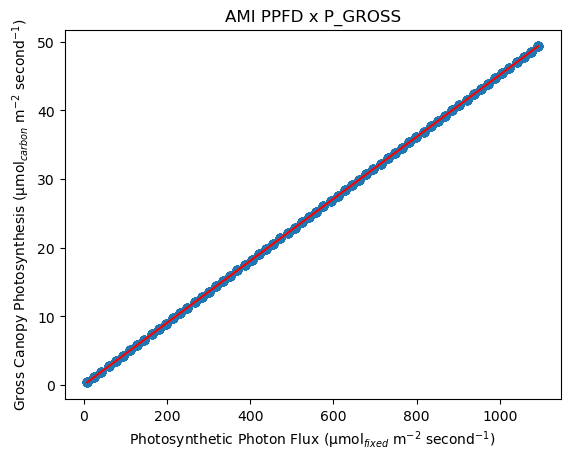 AMI PPFD x P_GROSS
Gross Canopy Photosynthesis (μmol_carbon m⁻² second⁻¹)
50
40
30
20
10
0
0 200 400 600 800 1000
Photosynthetic Photon Flux (μmol_fixed m⁻² second⁻¹)